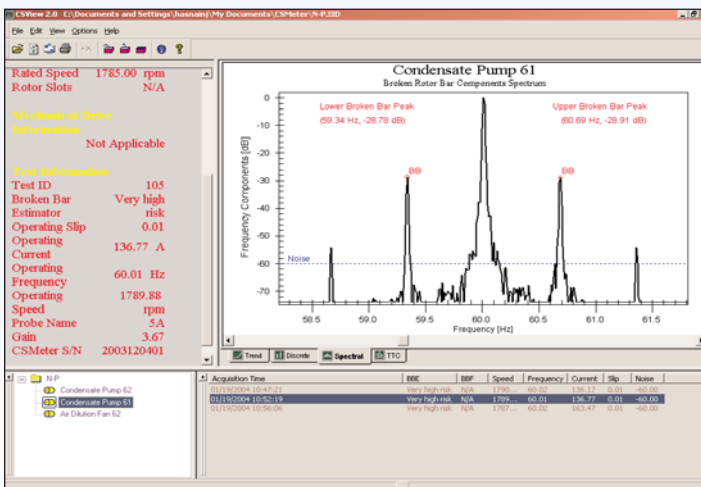 CSView 2.0 C:\Documents and Settings\hasnainj\My Documents\CSMeter\N-P.IID
File Edit View Options Help
Rated Speed 1785.00 rpm
Rotor Slots N/A
Mechanical Drive
Information
Not Applicable
Test Information
Test ID 105
Broken Bar Very high
Estimator risk
Operating Slip 0.01
Operating
Current 136.77 A
Operating
Frequency 60.01 Hz
Operating 1789.88
Speed rpm
Probe Name 5A
Gain 3.67
CSMeter S/N 2003120401
Condensate Pump 61
Broken Rotor Bar Components Spectrum
Lower Broken Bar Peak
(59.34 Hz, -28.78 dB)
Upper Broken Bar Peak
(60.69 Hz, -28.91 dB)
BB
BB
Noise
Frequency Components [dB]
0
-10
-20
-30
-40
-50
-60
-70
58.5 59.0 59.5 60.0 60.5 61.0 61.5
Frequency [Hz]
Trend Discrete Spectral TTC
N-P
Condensate Pump 62
Condensate Pump 61
Air Dilution Fan 62
Acquisition Time BBE BBF Speed Frequency Current Slip Noise
01/19/2004 10:47:21 Very high risk N/A 1790... 60.02 136.17 0.01 -60.00
01/19/2004 10:52:19 Very high risk N/A 1789... 60.01 136.77 0.01 -60.00
01/19/2004 10:56:06 Very high risk N/A 1787... 60.02 163.47 0.01 -60.00